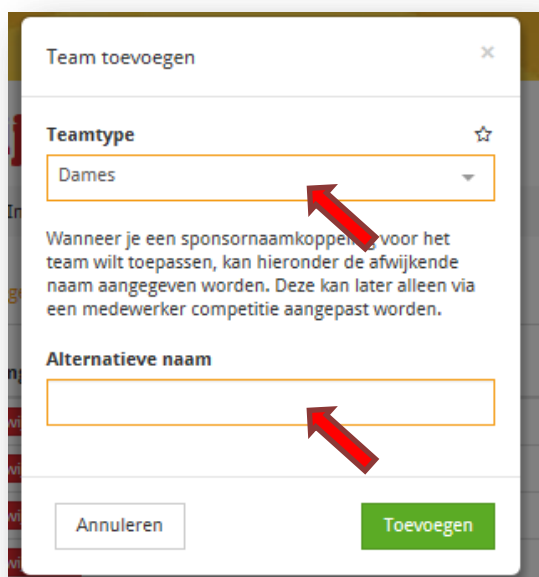 Team toevoegen
×
Teamtype
Dames
Wanneer je een sponsornaamkoppeling voor het
team wilt toepassen, kan hieronder de afwijkende
naam aangegeven worden. Deze kan later alleen via
een medewerker competitie aangepast worden.
Alternatieve naam
Annuleren
Toevoegen